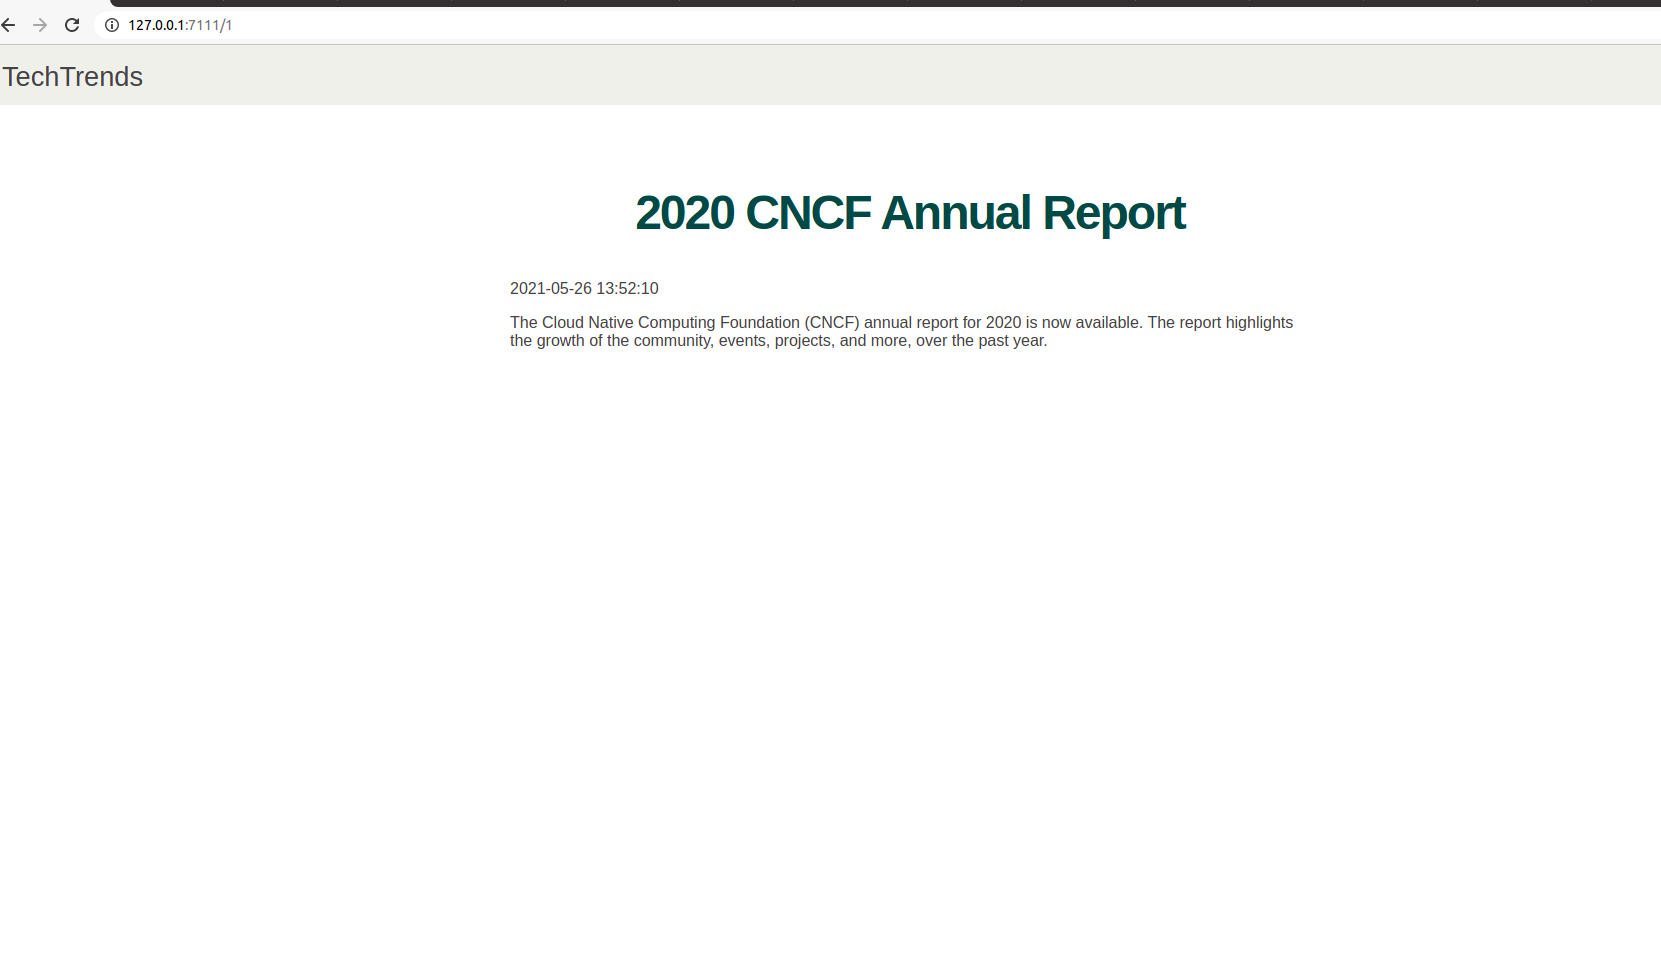 127.0.0.1:7111/1
TechTrends
2020 CNCF Annual Report
2021-05-26 13:52:10
The Cloud Native Computing Foundation (CNCF) annual report for 2020 is now available. The report highlights
the growth of the community, events, projects, and more, over the past year.